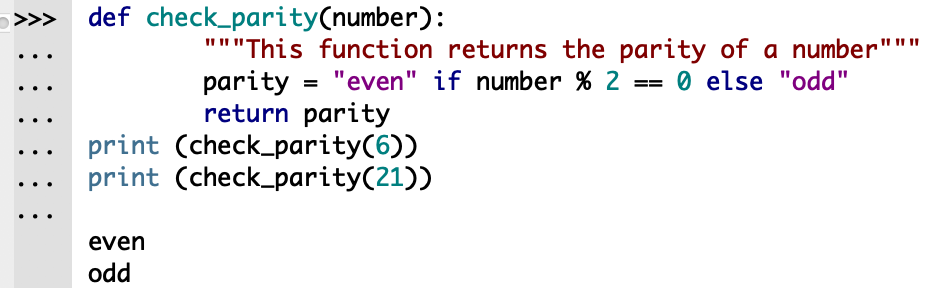 >>> def check_parity(number):
...         """This function returns the parity of a number"""
...         parity = "even" if number % 2 == 0 else "odd"
...         return parity
... print (check_parity(6))
... print (check_parity(21))
...
even
odd